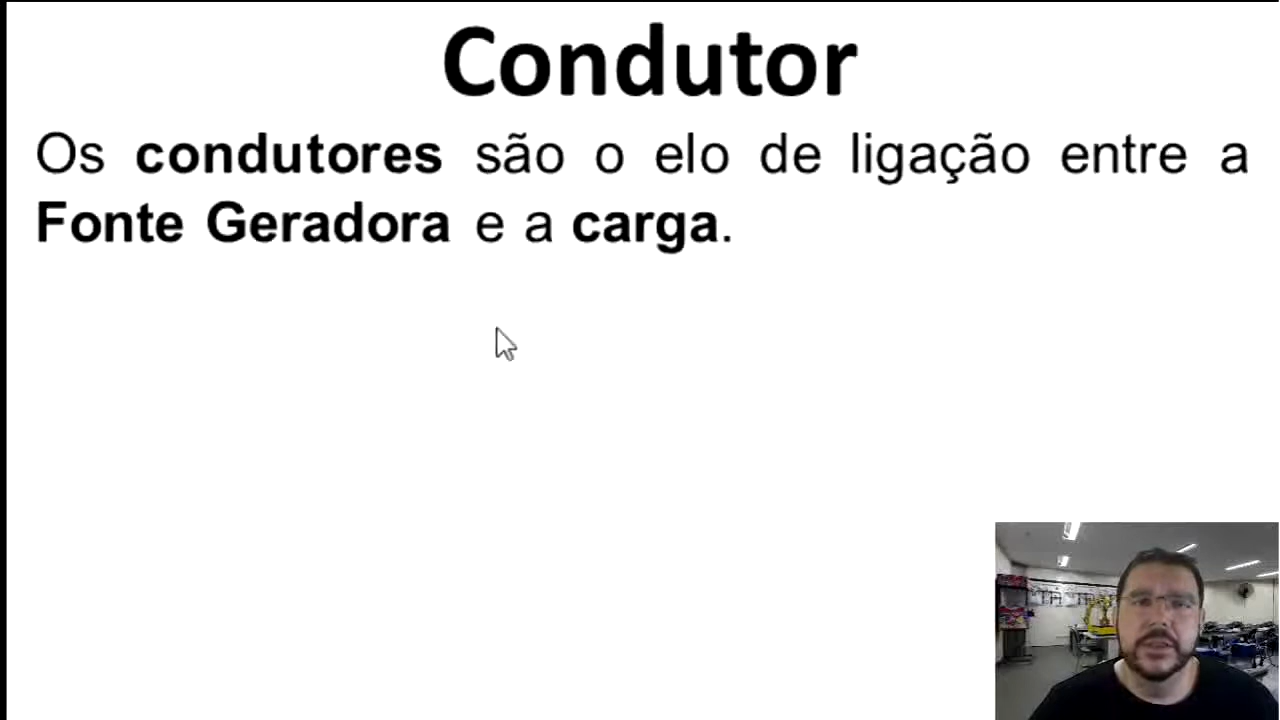 Condutor
Os condutores são o elo de ligação entre a
Fonte Geradora e a carga.